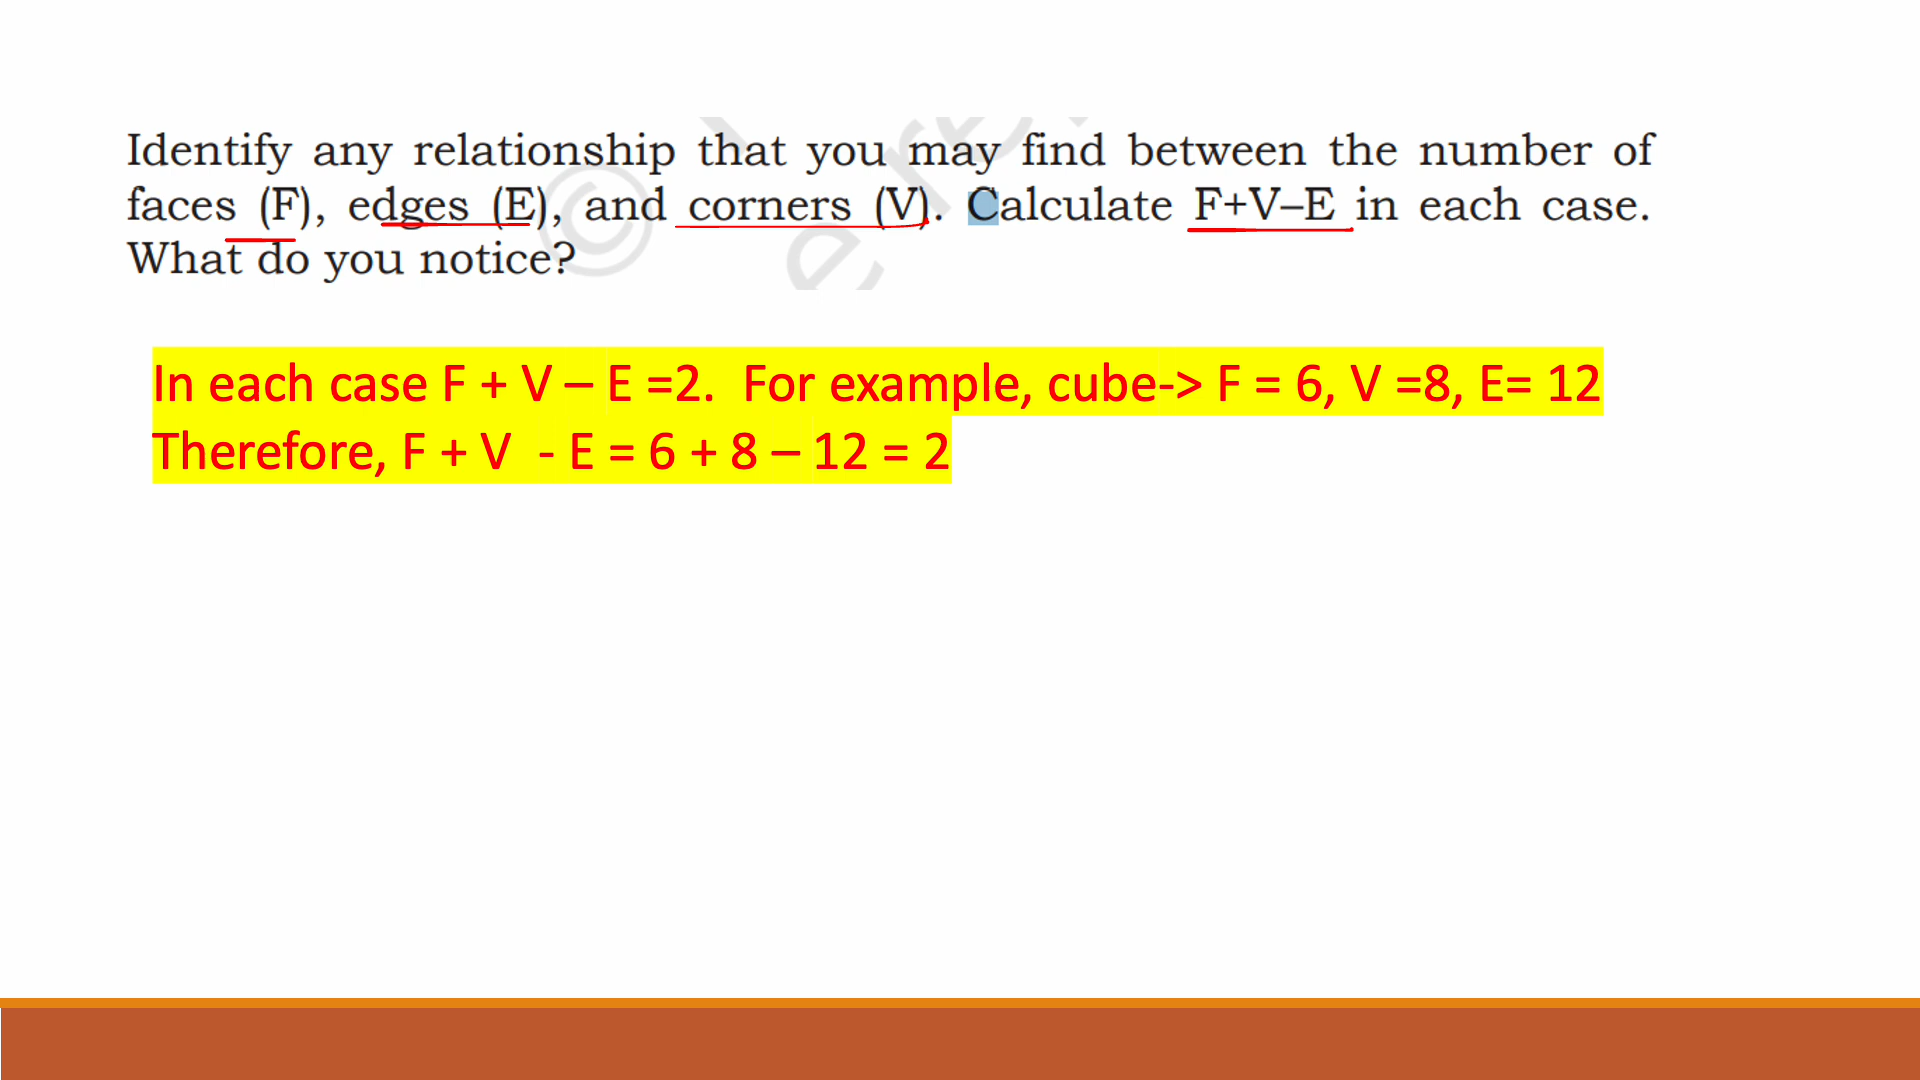 Identify any relationship that you may find between the number of
faces (F), edges (E), and corners (V). Calculate F+V–E in each case.
What do you notice?
In each case F + V – E =2. For example, cube-> F = 6, V =8, E= 12
Therefore, F + V - E = 6 + 8 – 12 = 2